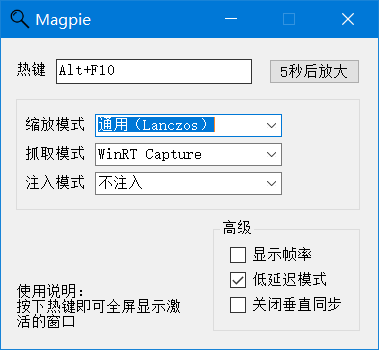 Magpie
热键 Alt+F10 5秒后放大
缩放模式 通用（Lanczos）
抓取模式 WinRT Capture
注入模式 不注入
高级
显示帧率
低延迟模式
关闭垂直同步
使用说明：
按下热键即可全屏显示激
活的窗口